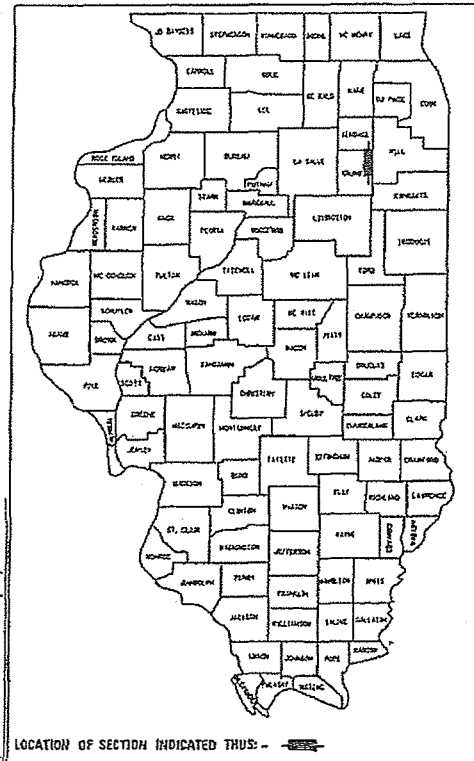 JO DAVIESS STEPHENSON WINNEBAGO BOONE MC HENRY LAKE
CARROLL OGLE
DE KALB KANE DU PAGE COOK
WHITESIDE LEE
KENDALL
ROCK ISLAND HENRY BUREAU LA SALLE GRUNDY WILL
MERCER
PUTNAM
STARK MARSHALL KANKAKEE
HENDERSON WARREN KNOX LIVINGSTON
PEORIA WOODFORD IROQUOIS
HANCOCK MC DONOUGH FULTON TAZEWELL MC LEAN FORD
MASON
SCHUYLER LOGAN DE WITT CHAMPAIGN VERMILION
ADAMS BROWN CASS MENARD PIATT
MACON
MORGAN SANGAMON DOUGLAS EDGAR
PIKE SCOTT MOULTRIE
CHRISTIAN COLES
GREENE SHELBY
MACOUPIN MONTGOMERY CUMBERLAND CLARK
JERSEY
FAYETTE EFFINGHAM JASPER CRAWFORD
MADISON BOND
CLAY RICHLAND LAWRENCE
CLINTON MARION
ST. CLAIR WAYNE EDWARDS WABASH
MONROE WASHINGTON JEFFERSON
RANDOLPH PERRY HAMILTON WHITE
FRANKLIN
JACKSON WILLIAMSON SALINE GALLATIN
UNION JOHNSON POPE HARDIN
PULASKI MASSAC
LOCATION OF SECTION INDICATED THUS: -